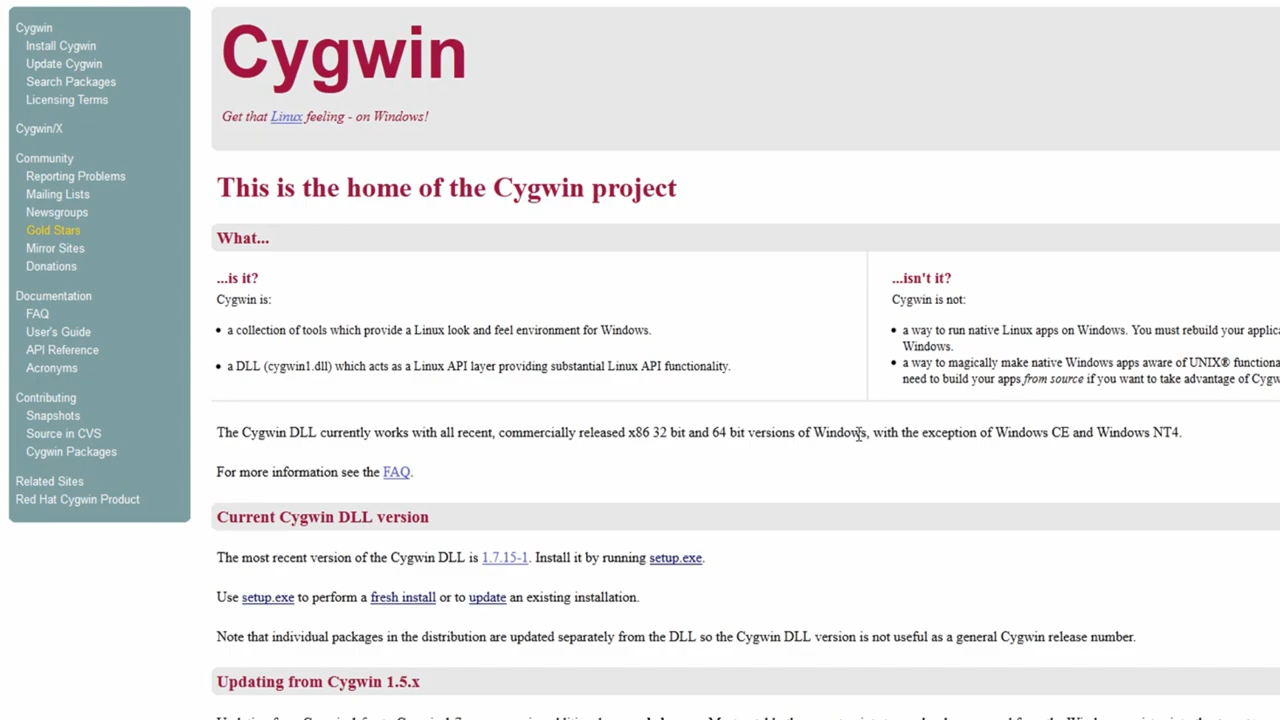 Cygwin
Install Cygwin
Update Cygwin
Search Packages
Licensing Terms
Cygwin/X
Community
Reporting Problems
Mailing Lists
Newsgroups
Gold Stars
Mirror Sites
Donations
Documentation
FAQ
User's Guide
API Reference
Acronyms
Contributing
Snapshots
Source in CVS
Cygwin Packages
Related Sites
Red Hat Cygwin Product
Cygwin
Get that Linux feeling - on Windows!
This is the home of the Cygwin project
What...
...is it?
Cygwin is:
• a collection of tools which provide a Linux look and feel environment for Windows.
• a DLL (cygwin1.dll) which acts as a Linux API layer providing substantial Linux API functionality.
...isn't it?
Cygwin is not:
• a way to run native Linux apps on Windows. You must rebuild your applica
Windows.
• a way to magically make native Windows apps aware of UNIX® functiona
need to build your apps from source if you want to take advantage of Cygw
The Cygwin DLL currently works with all recent, commercially released x86 32 bit and 64 bit versions of Windows, with the exception of Windows CE and Windows NT4.
For more information see the FAQ.
Current Cygwin DLL version
The most recent version of the Cygwin DLL is 1.7.15-1. Install it by running setup.exe.
Use setup.exe to perform a fresh install or to update an existing installation.
Note that individual packages in the distribution are updated separately from the DLL so the Cygwin DLL version is not useful as a general Cygwin release number.
Updating from Cygwin 1.5.x